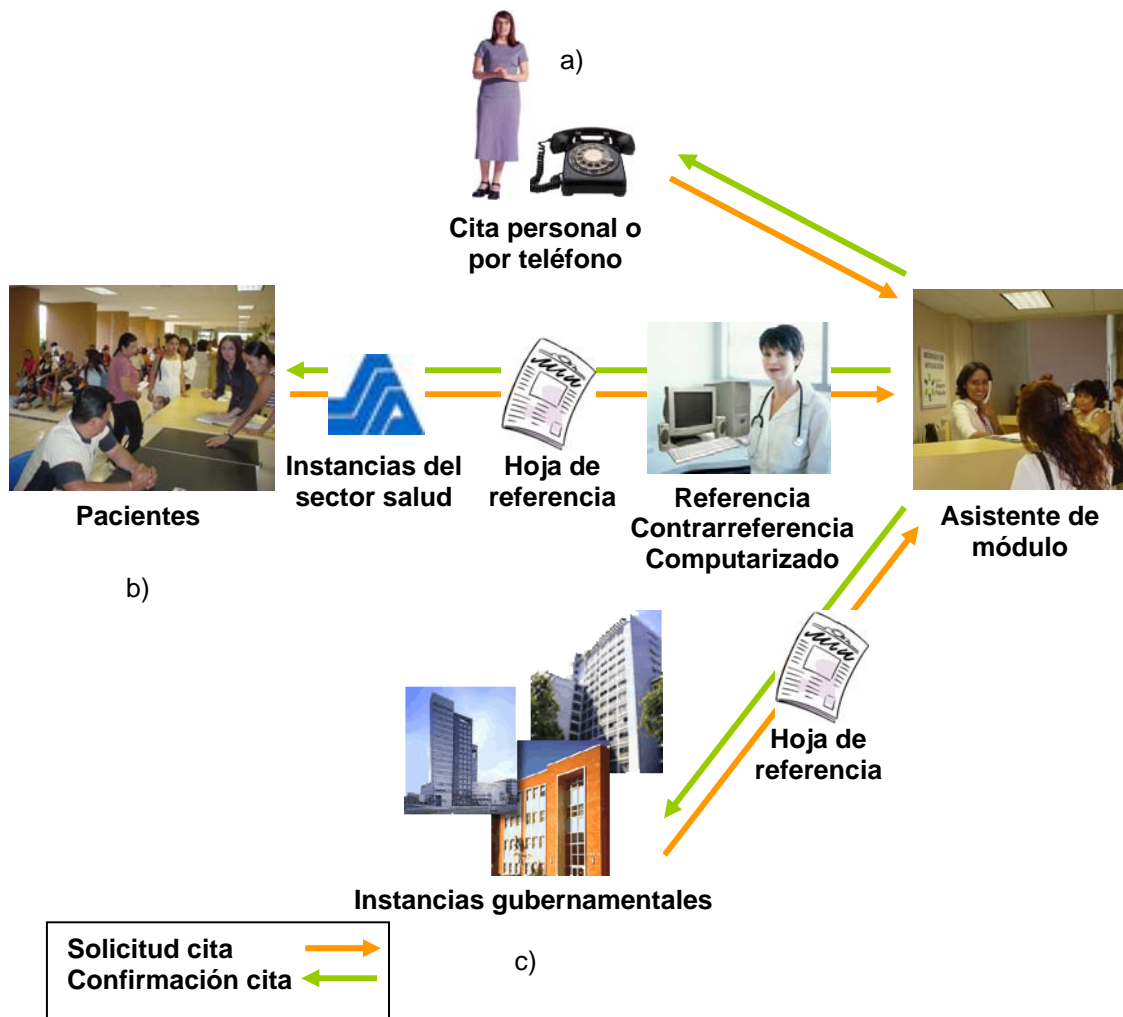 a)
Cita personal o
por teléfono
Pacientes
b)
Instancias del
sector salud
Hoja de
referencia
Referencia
Contrarreferencia
Computarizado
Asistente de
módulo
Hoja de
referencia
Instancias gubernamentales
c)
Solicitud cita
Confirmación cita